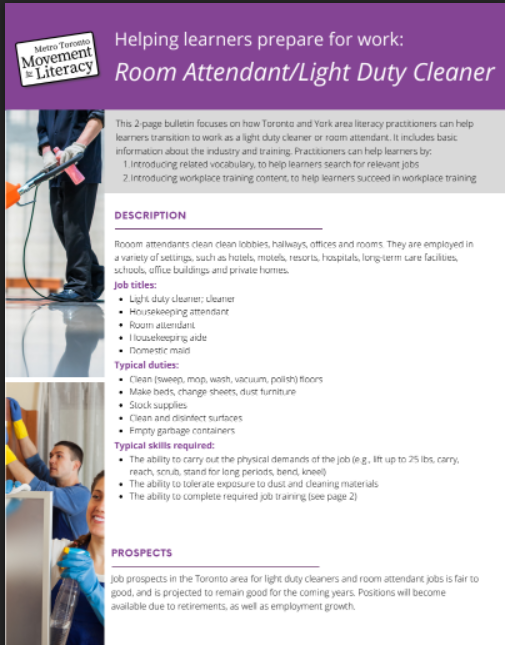 Metro Toronto
Movement
for
Literacy
Helping learners prepare for work:
Room Attendant/Light Duty Cleaner
This 2-page bulletin focuses on how Toronto and York area literacy practitioners can help
learners transition to work as a light duty cleaner or room attendant. It includes basic
information about the industry and training. Practitioners can help learners by:
1. Introducing related vocabulary, to help learners search for relevant jobs
2. Introducing workplace training content, to help learners succeed in workplace training
DESCRIPTION
Rooom attendants clean clean lobbies, hallways, offices and rooms. They are employed in
a variety of settings, such as hotels, motels, resorts, hospitals, long-term care facilities,
schools, office buildings and private homes.
Job titles:
• Light duty cleaner; cleaner
• Housekeeping attendant
• Room attendant
• Housekeeping aide
• Domestic maid
Typical duties:
• Clean (sweep, mop, wash, vacuum, polish) floors
• Make beds, change sheets, dust furniture
• Stock supplies
• Clean and disinfect surfaces
• Empty garbage containers
Typical skills required:
• The ability to carry out the physical demands of the job (e.g., lift up to 25 lbs, carry,
reach, scrub, stand for long periods, bend, kneel)
• The ability to tolerate exposure to dust and cleaning materials
• The ability to complete required job training (see page 2)
PROSPECTS
Job prospects in the Toronto area for light duty cleaners and room attendant jobs is fair to
good, and is projected to remain good for the coming years. Positions will become
available due to retirements, as well as employment growth.